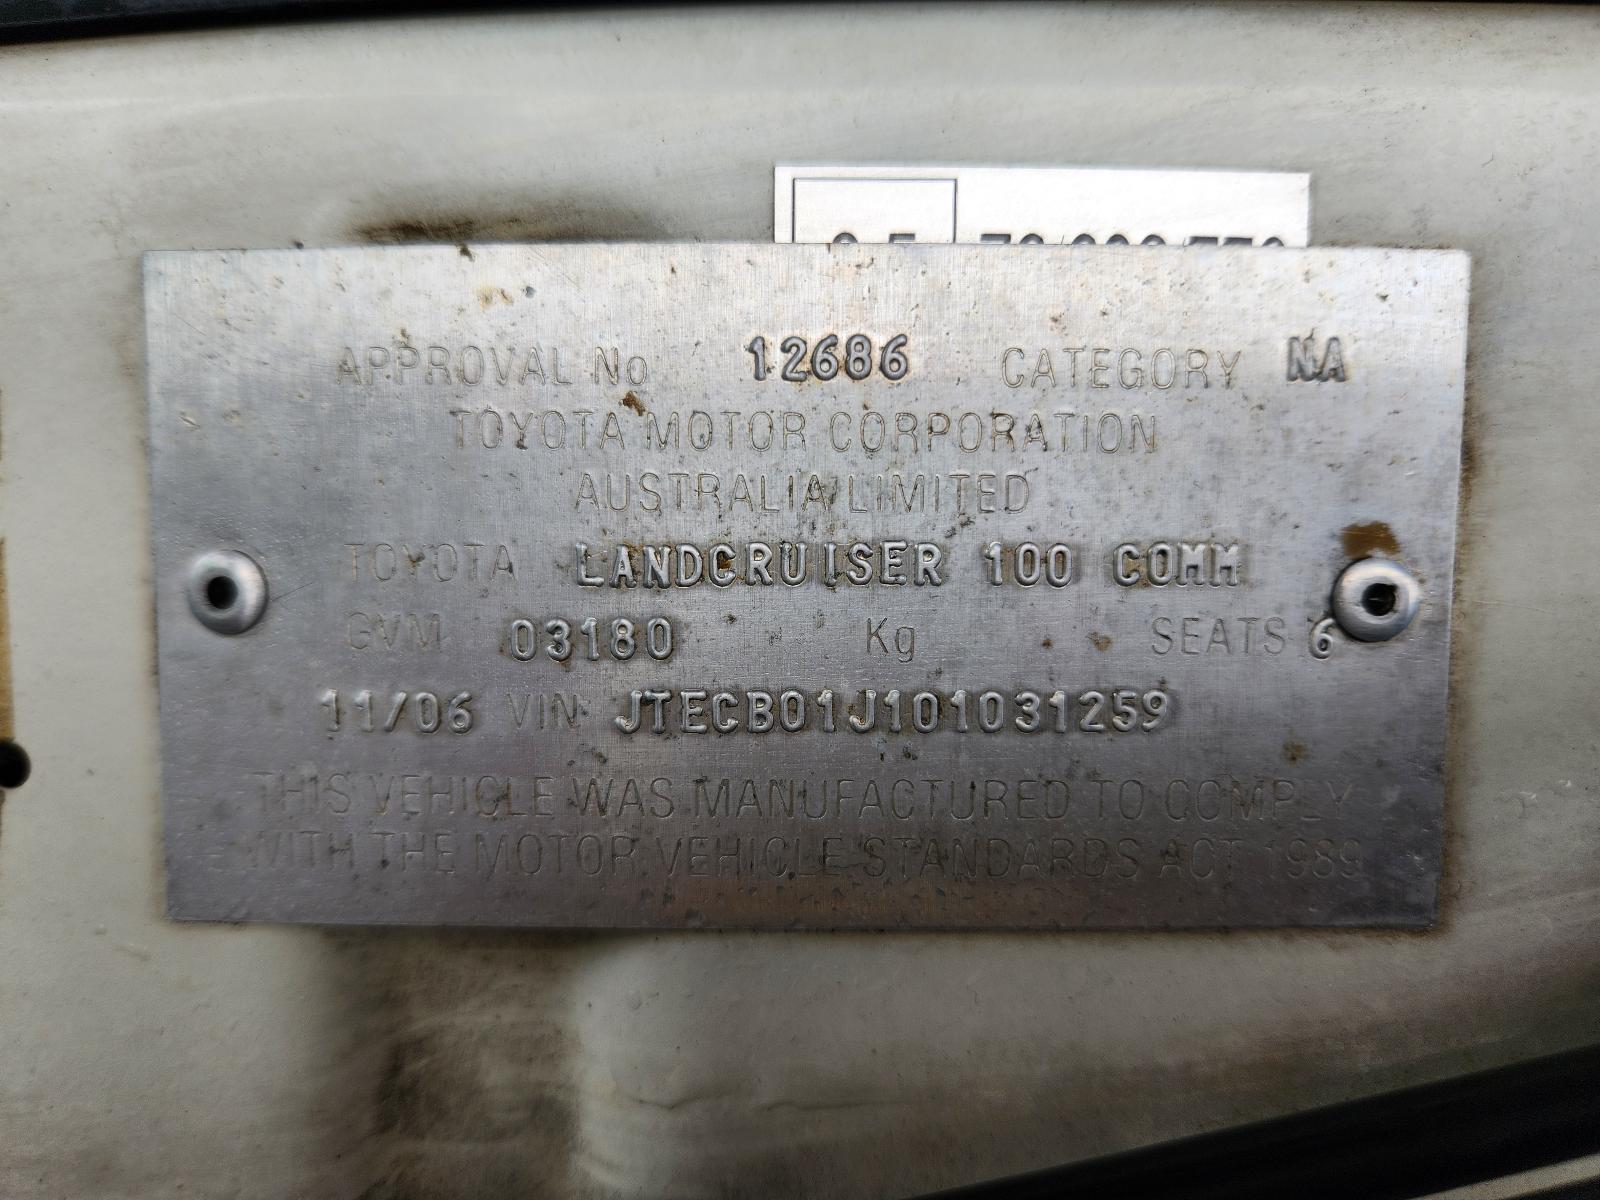 APPROVAL No 12686 CATEGORY NA
TOYOTA MOTOR CORPORATION
AUSTRALIA LIMITED
TOYOTA LANDCRUISER 100 COMM
GVM 03180 Kg SEATS 6
11/06 VIN JTECB01J101031259
THIS VEHICLE WAS MANUFACTURED TO COMPLY
WITH THE MOTOR VEHICLE STANDARDS ACT 1989